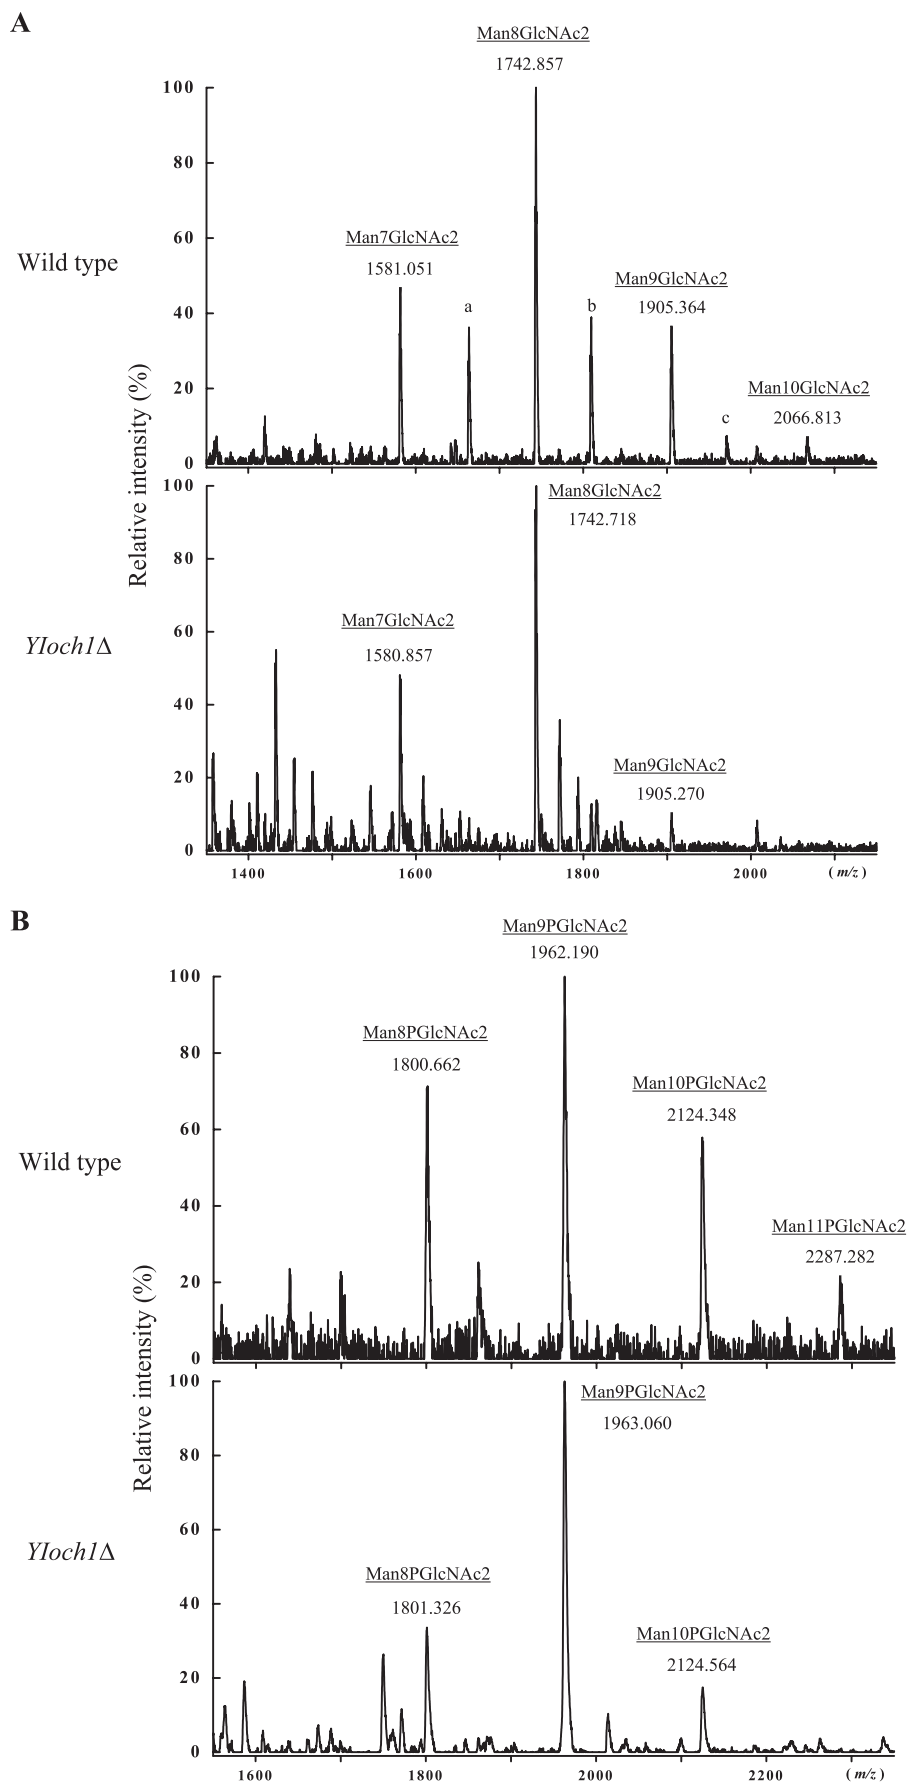 A
Man8GlcNAc2
1742.857
100
80
60
40
20
0
Man7GlcNAc2
1581.051
Wild type
a
b
Man9GlcNAc2
1905.364
c
Man10GlcNAc2
2066.813
Relative intensity (%)
100
80
60
40
20
0
Man8GlcNAc2
1742.718
Man7GlcNAc2
1580.857
Yloch1Δ
Man9GlcNAc2
1905.270
1400 1600 1800 2000 (m/z)
B
Man9PGlcNAc2
1962.190
100
80
60
40
20
0
Man8PGlcNAc2
1800.662
Man10PGlcNAc2
2124.348
Wild type
Man11PGlcNAc2
2287.282
Relative intensity (%)
100
80
60
40
20
0
Man9PGlcNAc2
1963.060
Yloch1Δ
Man8PGlcNAc2
1801.326
Man10PGlcNAc2
2124.564
1600 1800 2000 2200 (m/z)